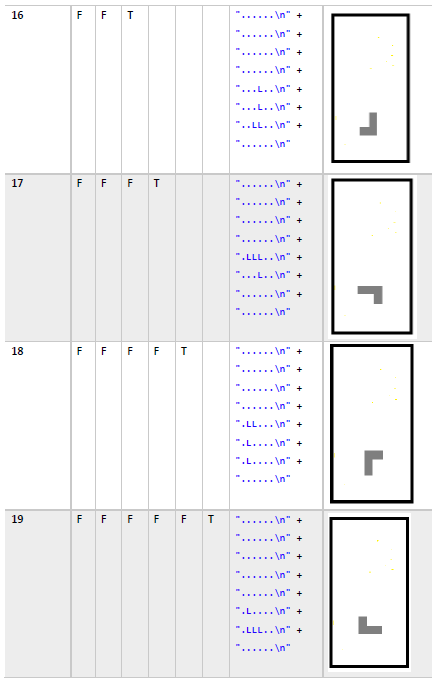 16 F F T "......\n" +
"......\n" +
"......\n" +
"......\n" +
"...L..\n" +
"...L..\n" +
"..LL..\n" +
"......\n"
17 F F F T "......\n" +
"......\n" +
"......\n" +
"......\n" +
".LLL..\n" +
"...L..\n" +
"......\n" +
"......\n"
18 F F F F T "......\n" +
"......\n" +
"......\n" +
"......\n" +
".LL...\n" +
".L....\n" +
".L....\n" +
"......\n"
19 F F F F F T "......\n" +
"......\n" +
"......\n" +
"......\n" +
"......\n" +
".L....\n" +
".LLL..\n" +
"......\n"